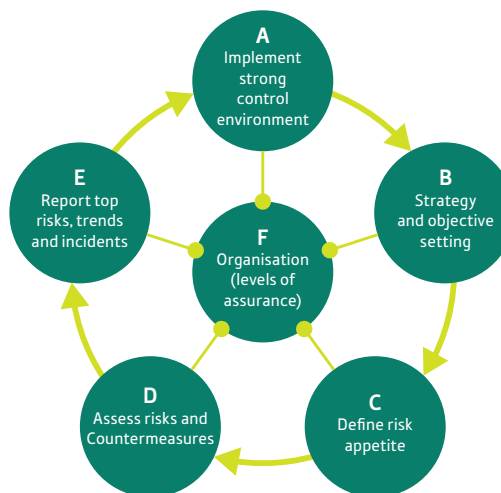 A
Implement
strong
control
environment
B
Strategy
and objective
setting
C
Define risk
appetite
D
Assess risks and
Countermeasures
E
Report top
risks, trends
and incidents
F
Organisation
(levels of
assurance)